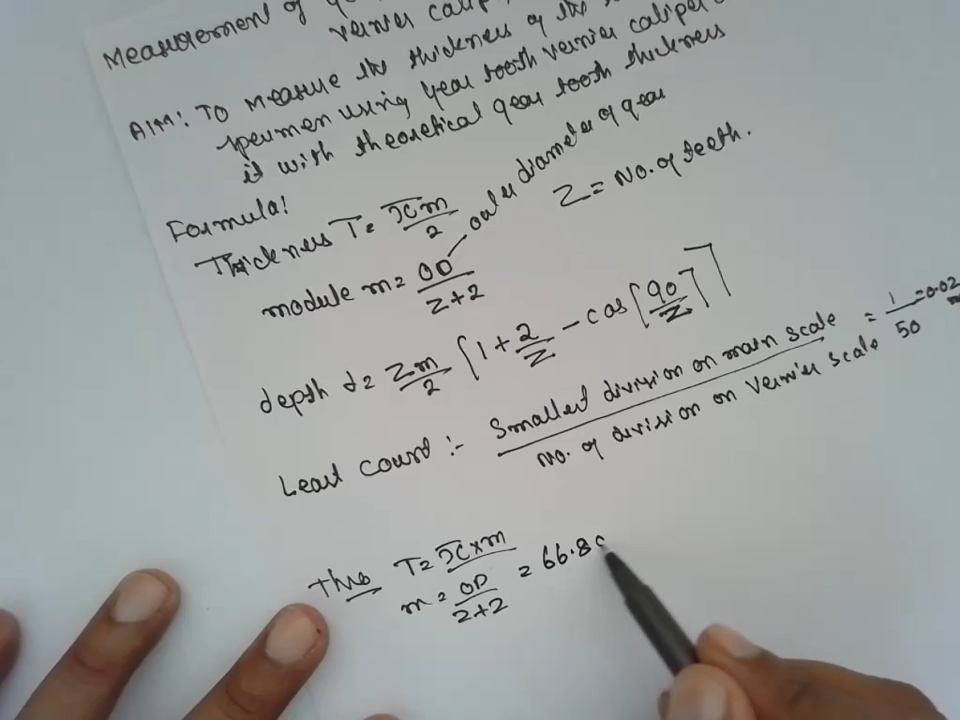 Measurement of
vernier calip
AIM: To measure the thickness of the
specimen using gear tooth vernier caliper
it with theoretical gear tooth thickness
Formula:
Thickness T = πm/2
module m = OD/Z+2 outer diameter of gear
Z = No. of teeth.
depth d = Zm/2 [1 + 2/Z − cos[90/Z]]
Least count :- Smallest division on main scale / No. of division on vernier scale = 1/50 = 0.02
Thus T = π×m
m = OD/Z+2 = 66.8